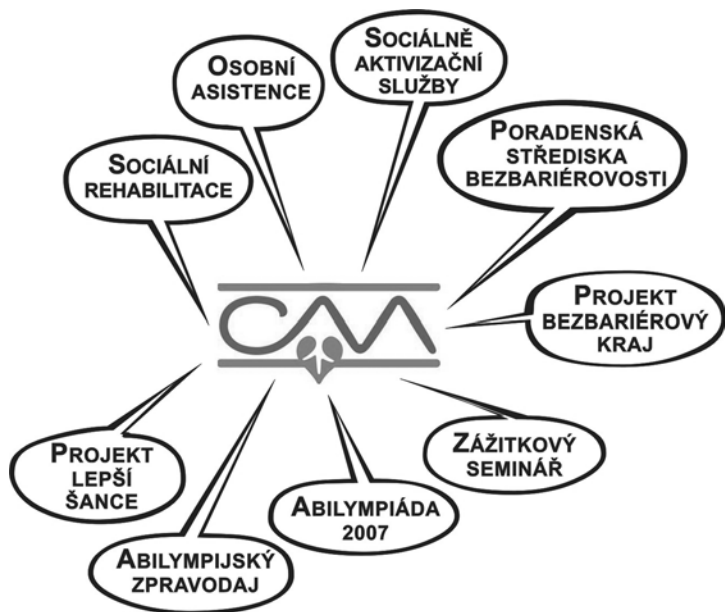 SOCIÁLNĚ
AKTIVIZAČNÍ
SLUŽBY
OSOBNÍ
ASISTENCE
PORADENSKÁ
STŘEDISKA
BEZBARIÉROVOSTI
SOCIÁLNÍ
REHABILITACE
CAA
PROJEKT
BEZBARIÉROVÝ
KRAJ
ZÁŽITKOVÝ
SEMINÁŘ
PROJEKT
LEPŠÍ
ŠANCE
ABILYMPIÁDA
2007
ABILYMPIJSKÝ
ZPRAVODAJ